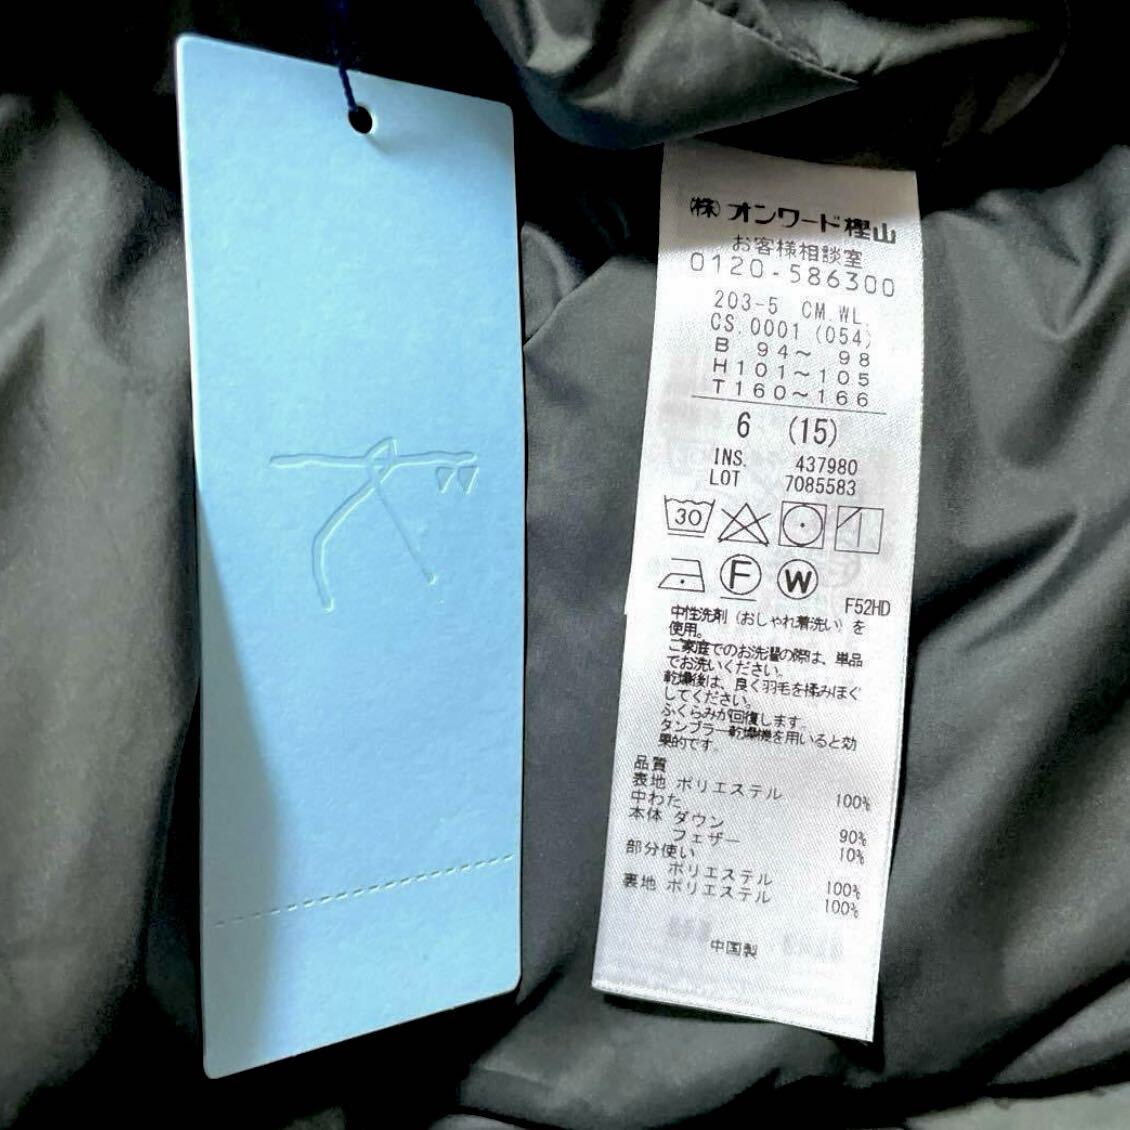 ㈱ オンワード樫山
お客様相談室
0120-586300
203-5 CM.WL.
CS.0001 (054)
B 94～ 98
H101～105
T160～166
6 (15)
INS. 437980
LOT 7085583
30
F W
F52HD
中性洗剤（おしゃれ着洗い）を
使用。
ご家庭でのお洗濯の際は、単品
でお洗いください。
乾燥後は、良く羽毛を揉みほぐ
してください。
ふくらみが回復します。
タンブラー乾燥機を用いると効
果的です。
品質
表地 ポリエステル 100%
中わた
本体 ダウン 90%
フェザー 10%
部分使い
ポリエステル 100%
裏地 ポリエステル 100%
中国製